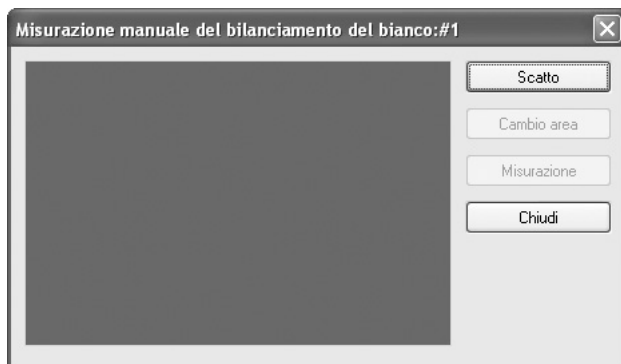 Misurazione manuale del bilanciamento del bianco:#1
Scatto
Cambio area
Misurazione
Chiudi